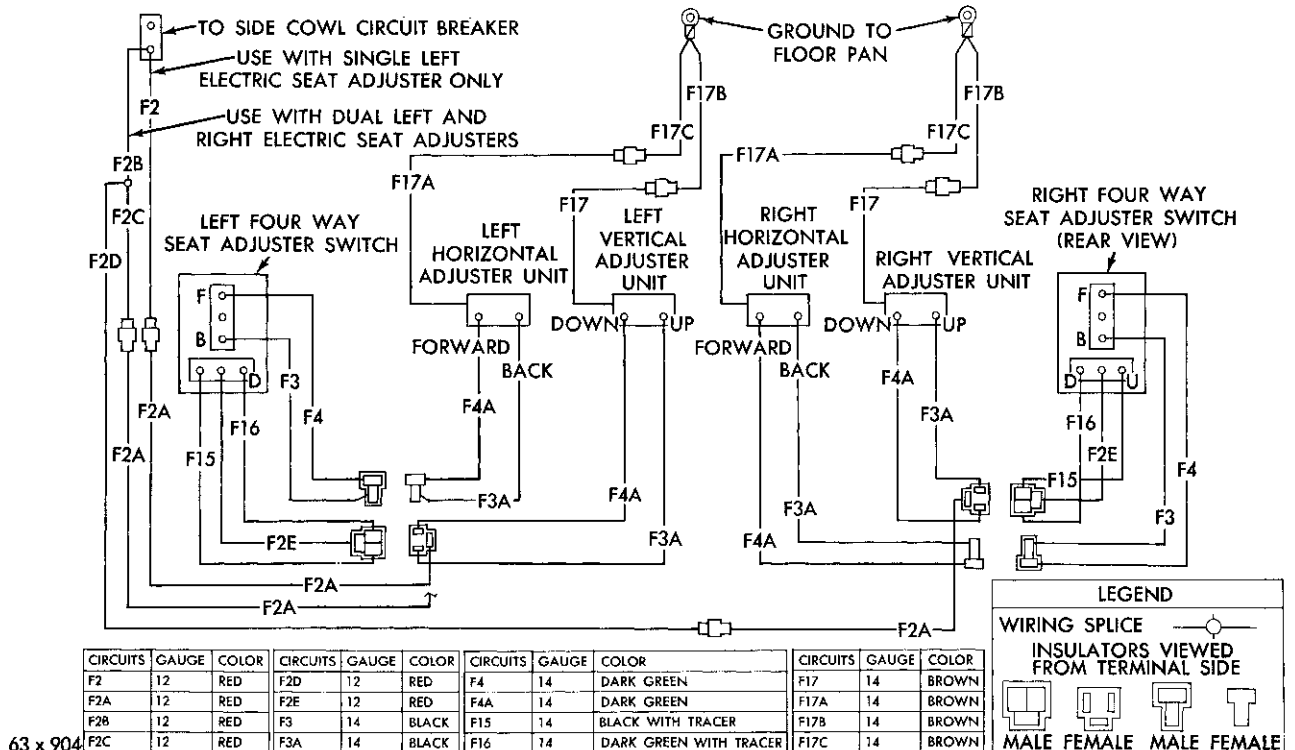 TO SIDE COWL CIRCUIT BREAKER
USE WITH SINGLE LEFT
ELECTRIC SEAT ADJUSTER ONLY
F2
USE WITH DUAL LEFT AND
RIGHT ELECTRIC SEAT ADJUSTERS
F2B
F2C
F2D
GROUND TO
FLOOR PAN
F17B
F17C
F17A
F17
F17B
F17C
F17A
F17
LEFT FOUR WAY
SEAT ADJUSTER SWITCH
LEFT
HORIZONTAL
ADJUSTER UNIT
LEFT
VERTICAL
ADJUSTER
UNIT
RIGHT
HORIZONTAL
ADJUSTER
UNIT
RIGHT VERTICAL
ADJUSTER UNIT
RIGHT FOUR WAY
SEAT ADJUSTER SWITCH
(REAR VIEW)
F
B
D
F3
F4
F16
F15
F2A
F2A
FORWARD
BACK
DOWN
UP
FORWARD
BACK
DOWN
UP
F
B
D
U
F4A
F3A
F4A
F3A
F4A
F3A
F4A
F3A
F16
F2E
F15
F4
F3
F2E
F2A
F2A
F2A
LEGEND
WIRING SPLICE
INSULATORS VIEWED
FROM TERMINAL SIDE
MALE FEMALE MALE FEMALE
CIRCUITS GAUGE COLOR CIRCUITS GAUGE COLOR CIRCUITS GAUGE COLOR CIRCUITS GAUGE COLOR
F2 12 RED F2D 12 RED F4 14 DARK GREEN F17 14 BROWN
F2A 12 RED F2E 12 RED F4A 14 DARK GREEN F17A 14 BROWN
F2B 12 RED F3 14 BLACK F15 14 BLACK WITH TRACER F17B 14 BROWN
F2C 12 RED F3A 14 BLACK F16 14 DARK GREEN WITH TRACER F17C 14 BROWN
63 x 904